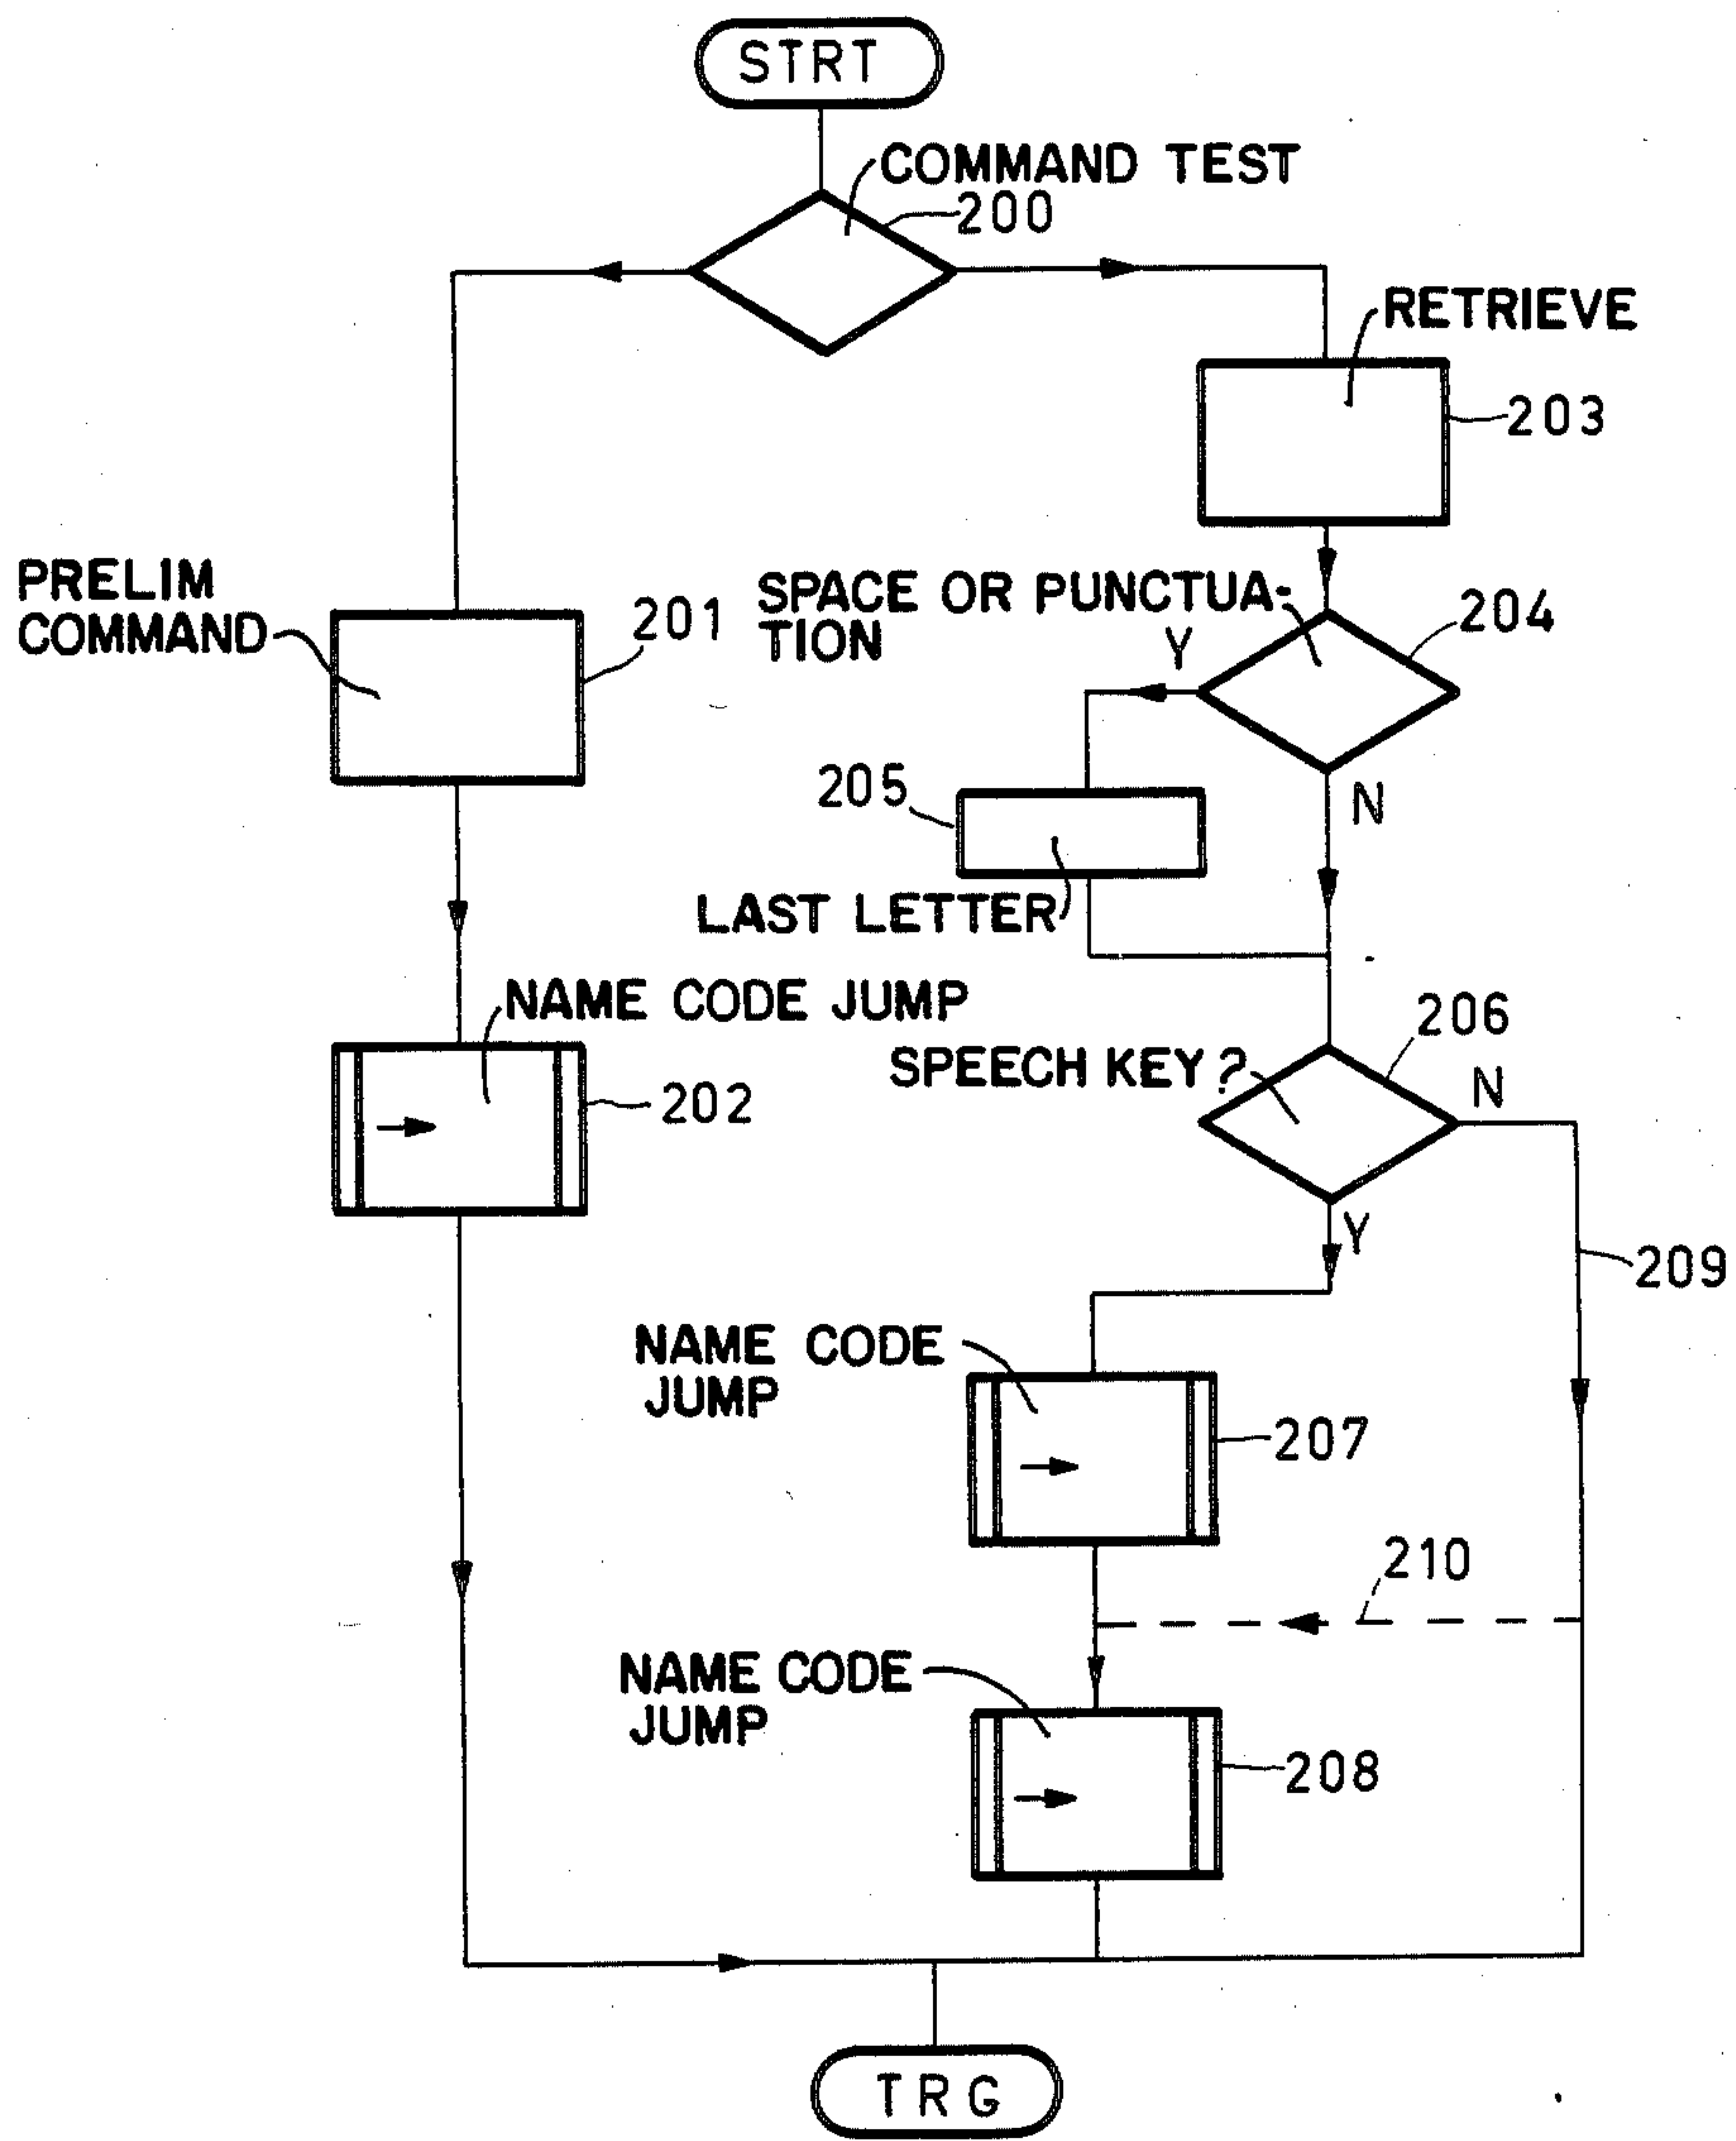 STRT
COMMAND TEST
200
RETRIEVE
203
PRELIM
COMMAND
201
SPACE OR PUNCTUA-
TION
204
Y
N
205
LAST LETTER
NAME CODE JUMP
202
SPEECH KEY?
206
N
Y
209
NAME CODE
JUMP
207
210
NAME CODE
JUMP
208
TRG